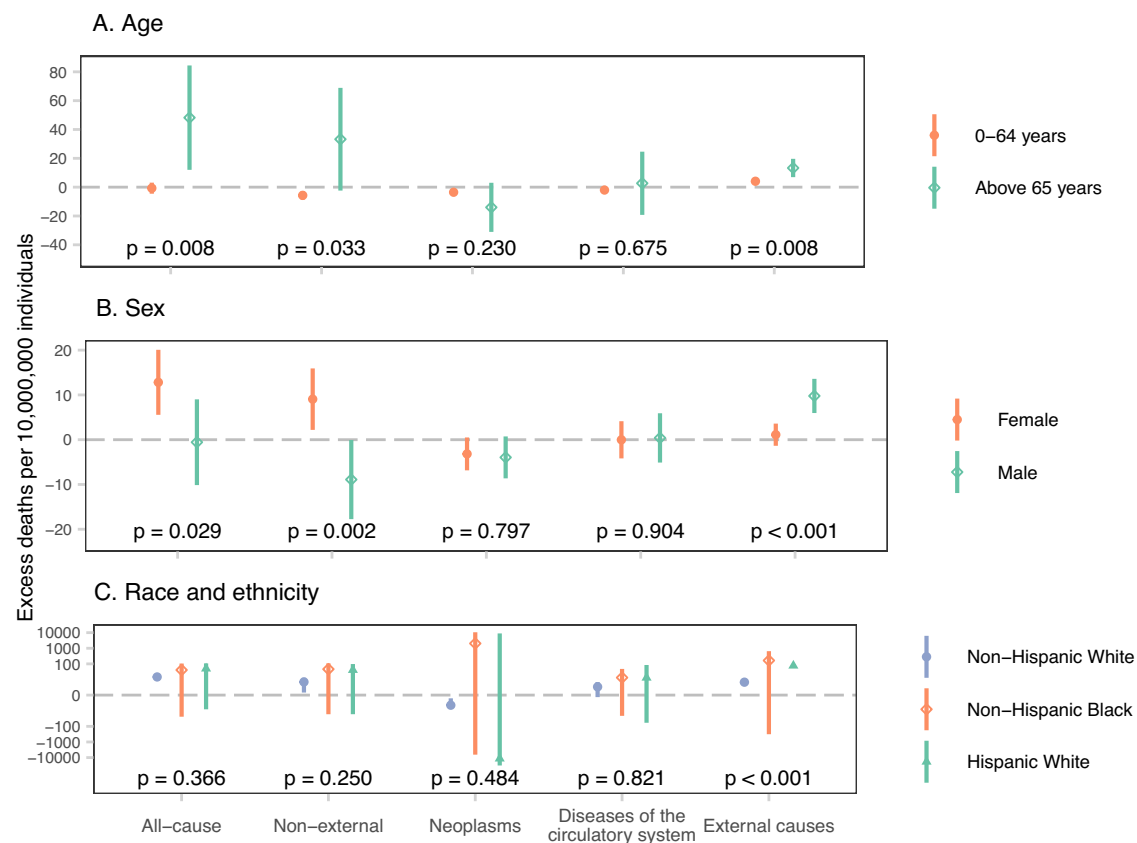 A. Age
80
60
40
20
0
−20
−40
p = 0.008
p = 0.033
p = 0.230
p = 0.675
p = 0.008
0−64 years
Above 65 years
Excess deaths per 10,000,000 individuals
B. Sex
20
10
0
−10
−20
p = 0.029
p = 0.002
p = 0.797
p = 0.904
p < 0.001
Female
Male
C. Race and ethnicity
10000
1000
100
0
−100
−1000
−10000
p = 0.366
p = 0.250
p = 0.484
p = 0.821
p < 0.001
Non−Hispanic White
Non−Hispanic Black
Hispanic White
All−cause
Non−external
Neoplasms
Diseases of the
circulatory system
External causes